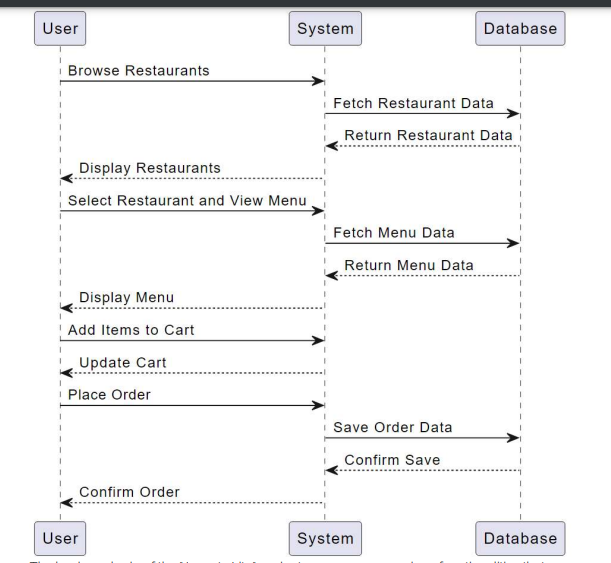 User System Database
Browse Restaurants
Fetch Restaurant Data
Return Restaurant Data
Display Restaurants
Select Restaurant and View Menu
Fetch Menu Data
Return Menu Data
Display Menu
Add Items to Cart
Update Cart
Place Order
Save Order Data
Confirm Save
Confirm Order
User System Database